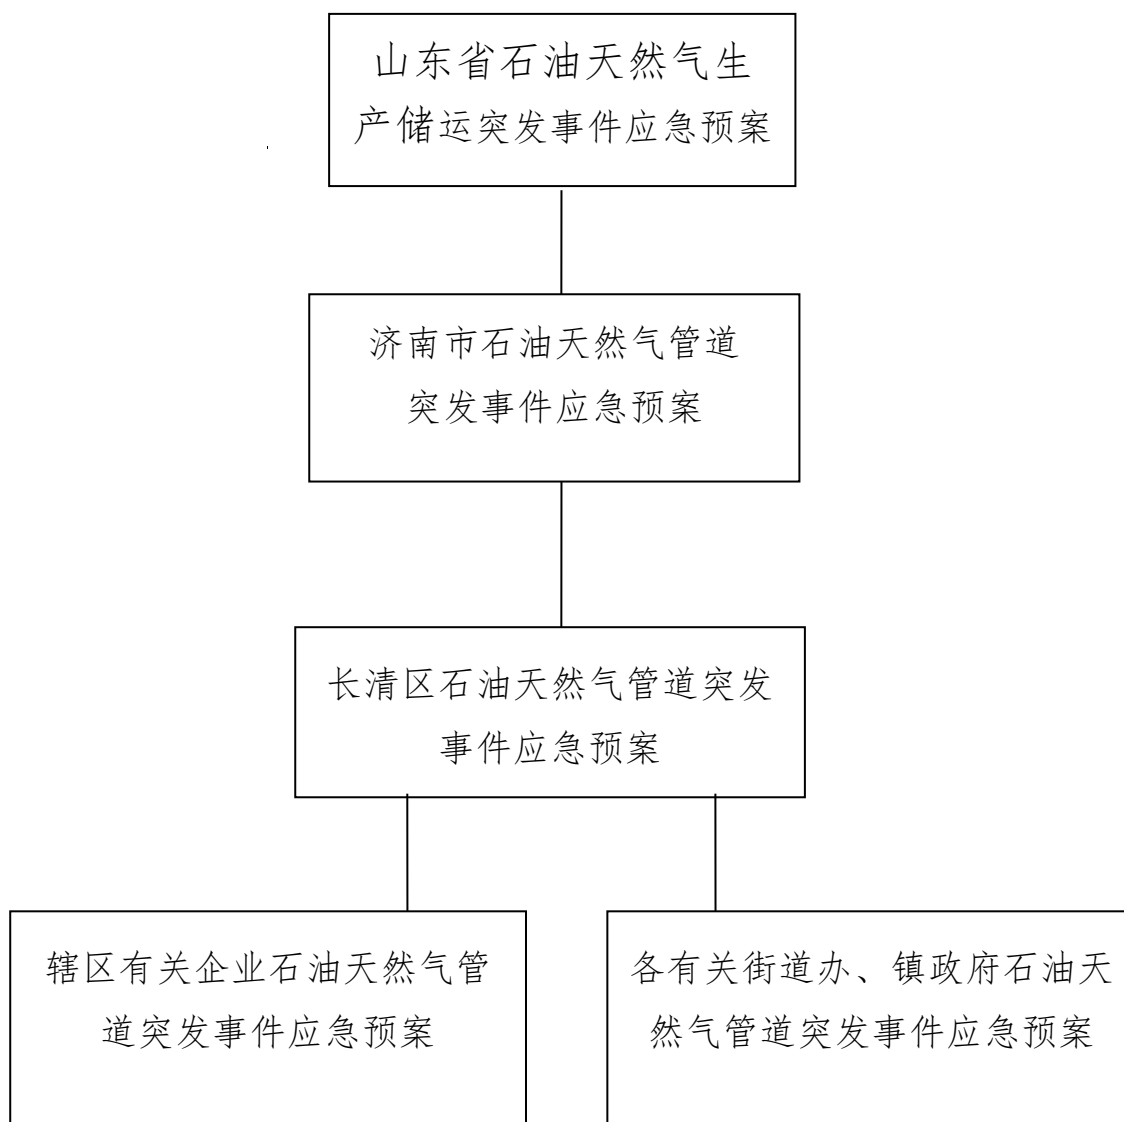 山东省石油天然气生
产储运突发事件应急预案
济南市石油天然气管道
突发事件应急预案
长清区石油天然气管道突发
事件应急预案
辖区有关企业石油天然气管
道突发事件应急预案
各有关街道办、镇政府石油天
然气管道突发事件应急预案